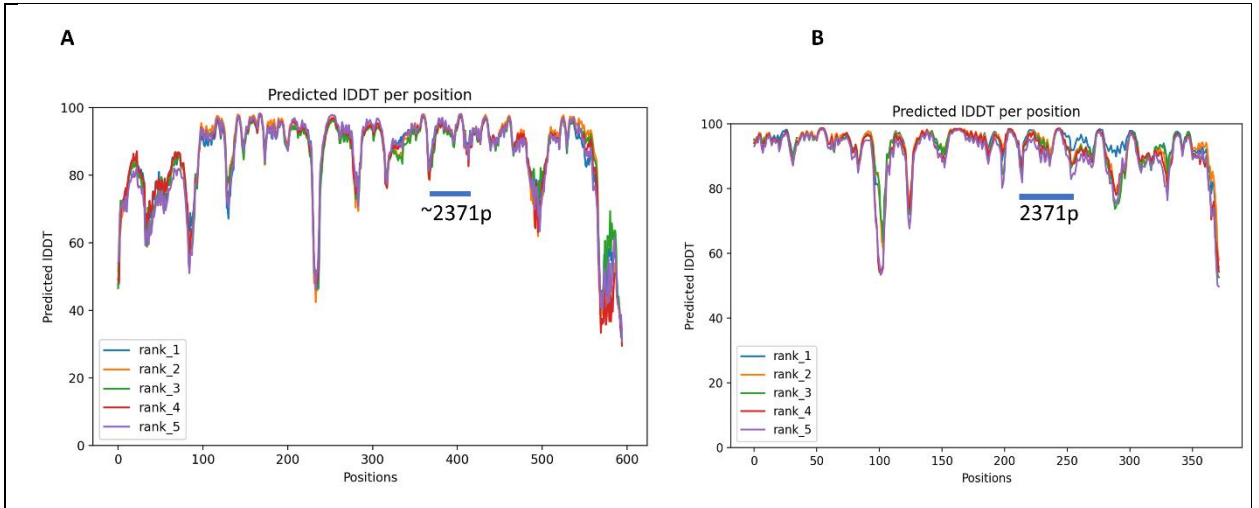 A
Predicted lDDT per position
Predicted lDDT
100
80
60
40
20
0
~2371p
rank_1
rank_2
rank_3
rank_4
rank_5
0
100
200
300
400
500
600
Positions
B
Predicted lDDT per position
Predicted lDDT
100
80
60
40
20
0
2371p
rank_1
rank_2
rank_3
rank_4
rank_5
0
50
100
150
200
250
300
350
Positions